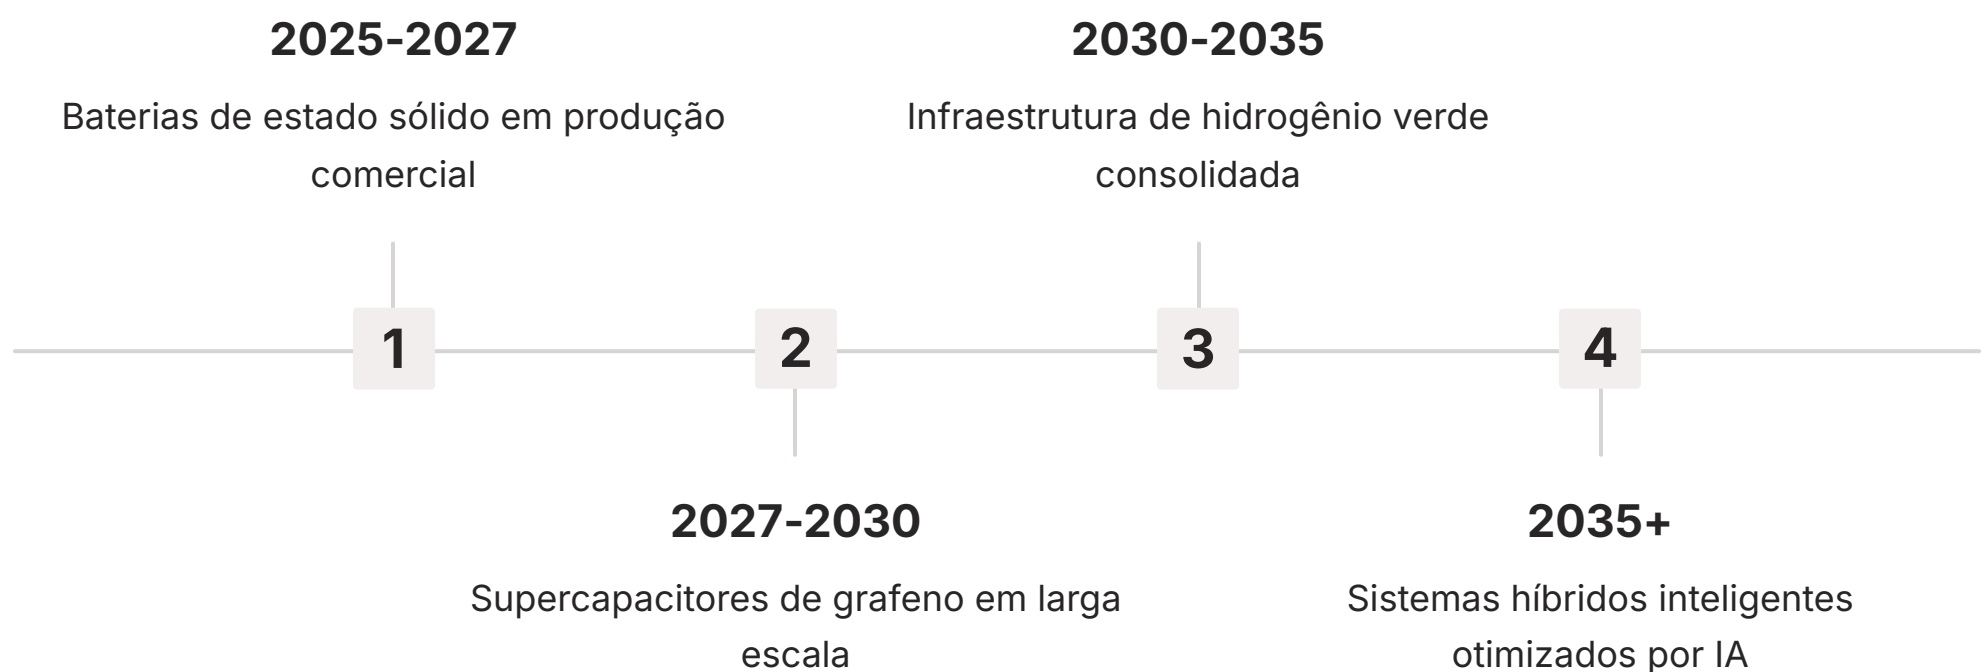 2025-2027
Baterias de estado sólido em produção
comercial
2030-2035
Infraestrutura de hidrogênio verde
consolidada
1
2
3
4
2027-2030
Supercapacitores de grafeno em larga
escala
2035+
Sistemas híbridos inteligentes
otimizados por IA